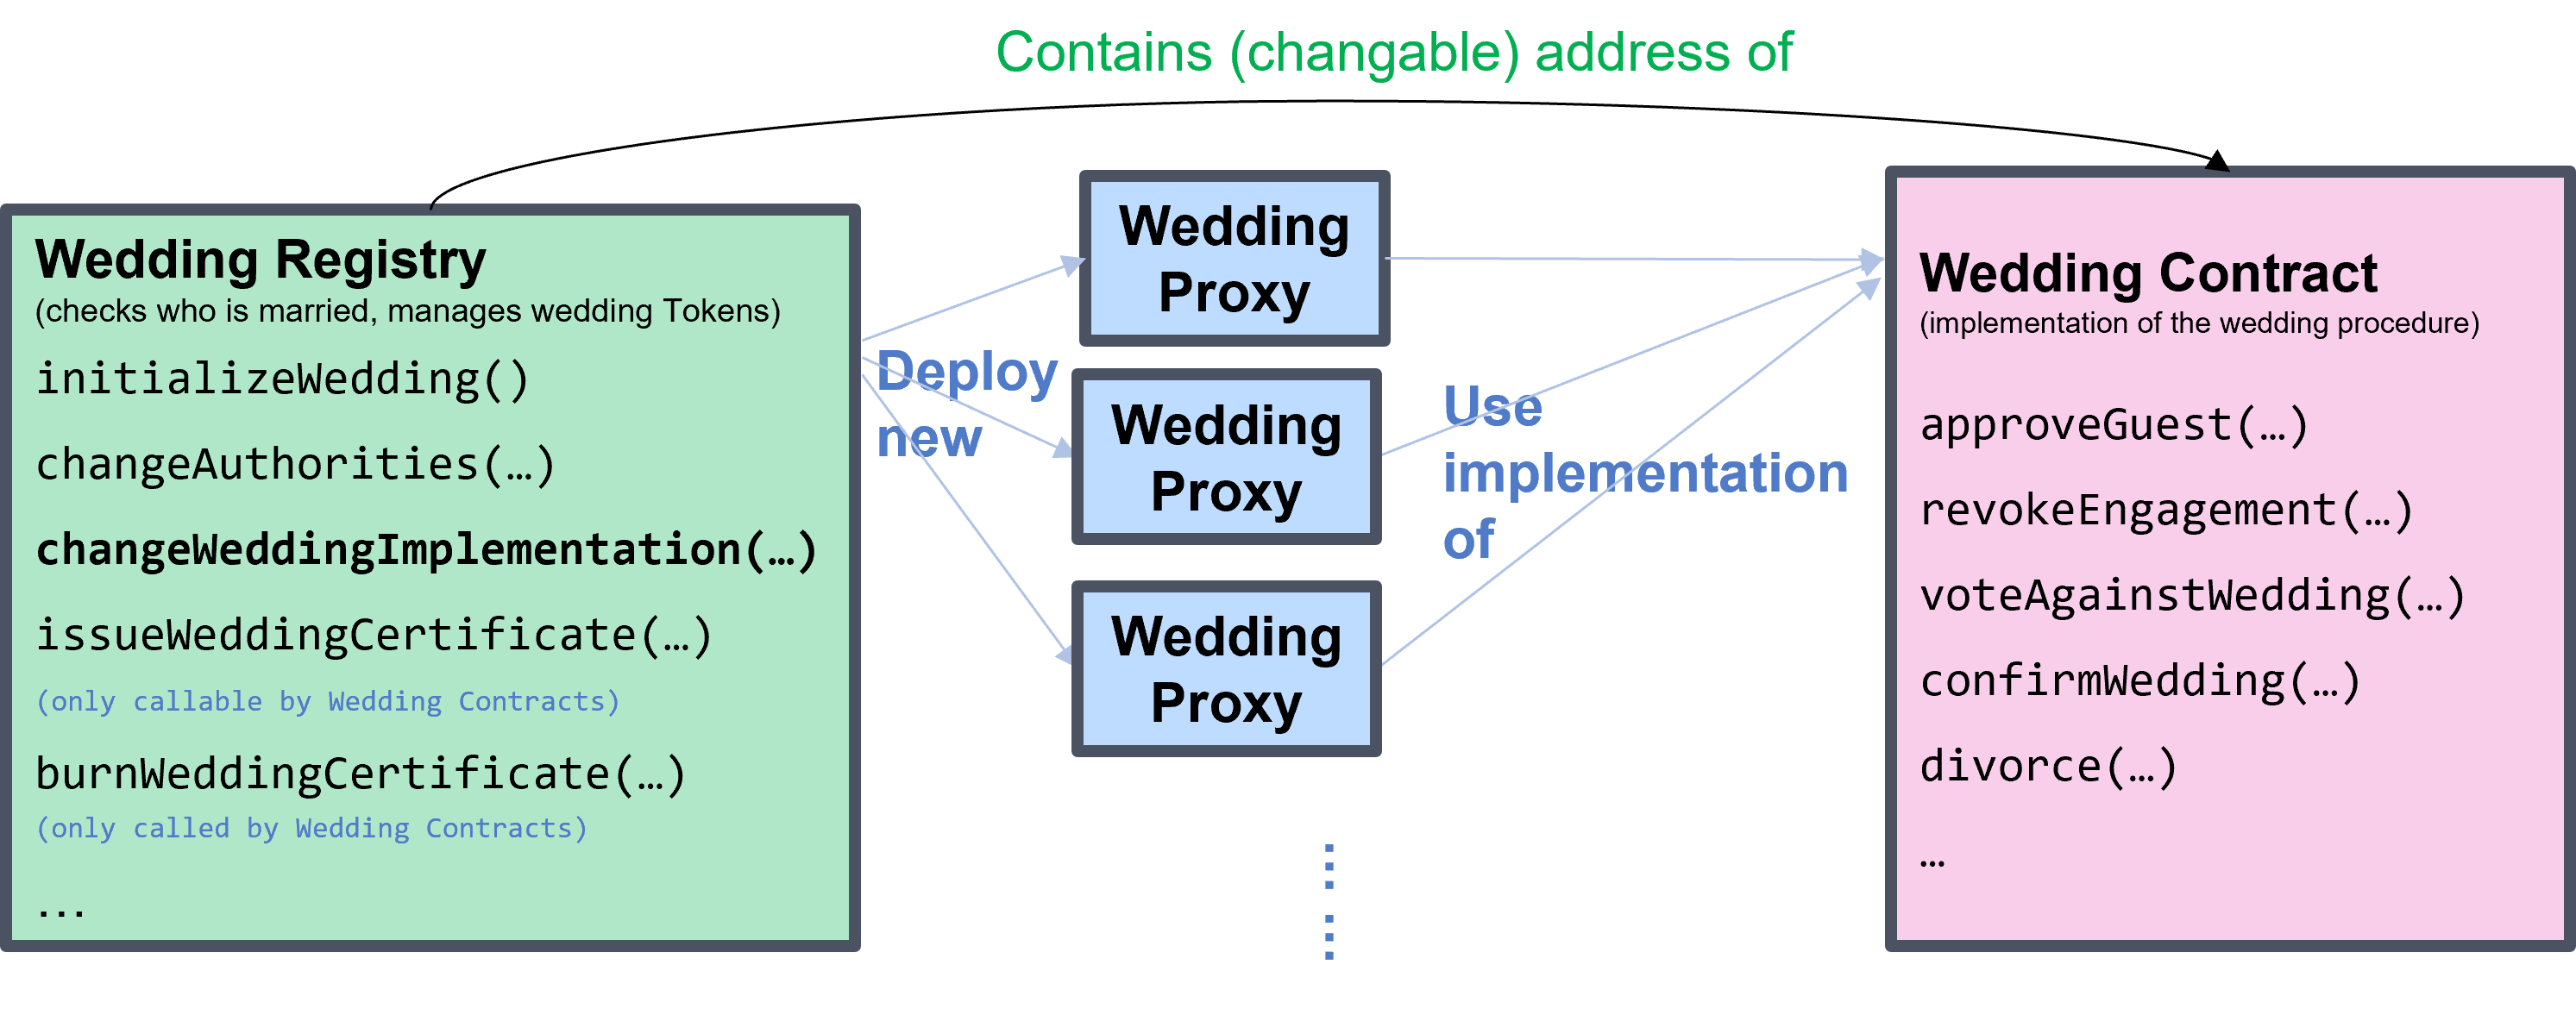 Contains (changable) address of
Wedding Registry
(checks who is married, manages wedding Tokens)
initializeWedding()
changeAuthorities(…)
changeWeddingImplementation(…)
issueWeddingCertificate(…)
(only callable by Wedding Contracts)
burnWeddingCertificate(…)
(only called by Wedding Contracts)
...
Deploy
new
Wedding
Proxy
Wedding
Proxy
Wedding
Proxy
Use
implementation
of
Wedding Contract
(implementation of the wedding procedure)
approveGuest(…)
revokeEngagement(…)
voteAgainstWedding(…)
confirmWedding(…)
divorce(…)
…